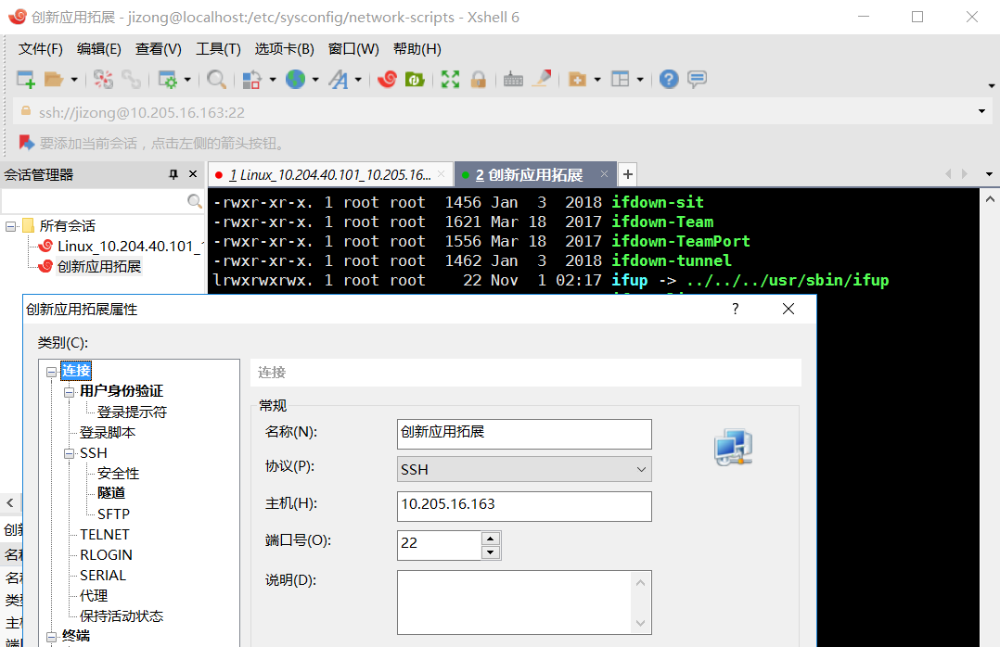 创新应用拓展 - jizong@localhost:/etc/sysconfig/network-scripts - Xshell 6
文件(F) 编辑(E) 查看(V) 工具(T) 选项卡(B) 窗口(W) 帮助(H)
ssh://jizong@10.205.16.163:22
要添加当前会话，点击左侧的箭头按钮。
会话管理器
1 Linux_10.204.40.101_10.205.16... 2 创新应用拓展
所有会话
Linux_10.204.40.101_
创新应用拓展
-rwxr-xr-x. 1 root root 1456 Jan 3 2018 ifdown-sit
-rwxr-xr-x. 1 root root 1621 Mar 18 2017 ifdown-Team
-rwxr-xr-x. 1 root root 1556 Mar 18 2017 ifdown-TeamPort
-rwxr-xr-x. 1 root root 1462 Jan 3 2018 ifdown-tunnel
lrwxrwxrwx. 1 root root 22 Nov 1 02:17 ifup -> ../../../usr/sbin/ifup
创新应用拓展属性
类别(C):
连接
用户身份验证
登录提示符
登录脚本
SSH
安全性
隧道
SFTP
TELNET
RLOGIN
SERIAL
代理
保持活动状态
终端
连接
常规
名称(N): 创新应用拓展
协议(P): SSH
主机(H): 10.205.16.163
端口号(O): 22
说明(D):